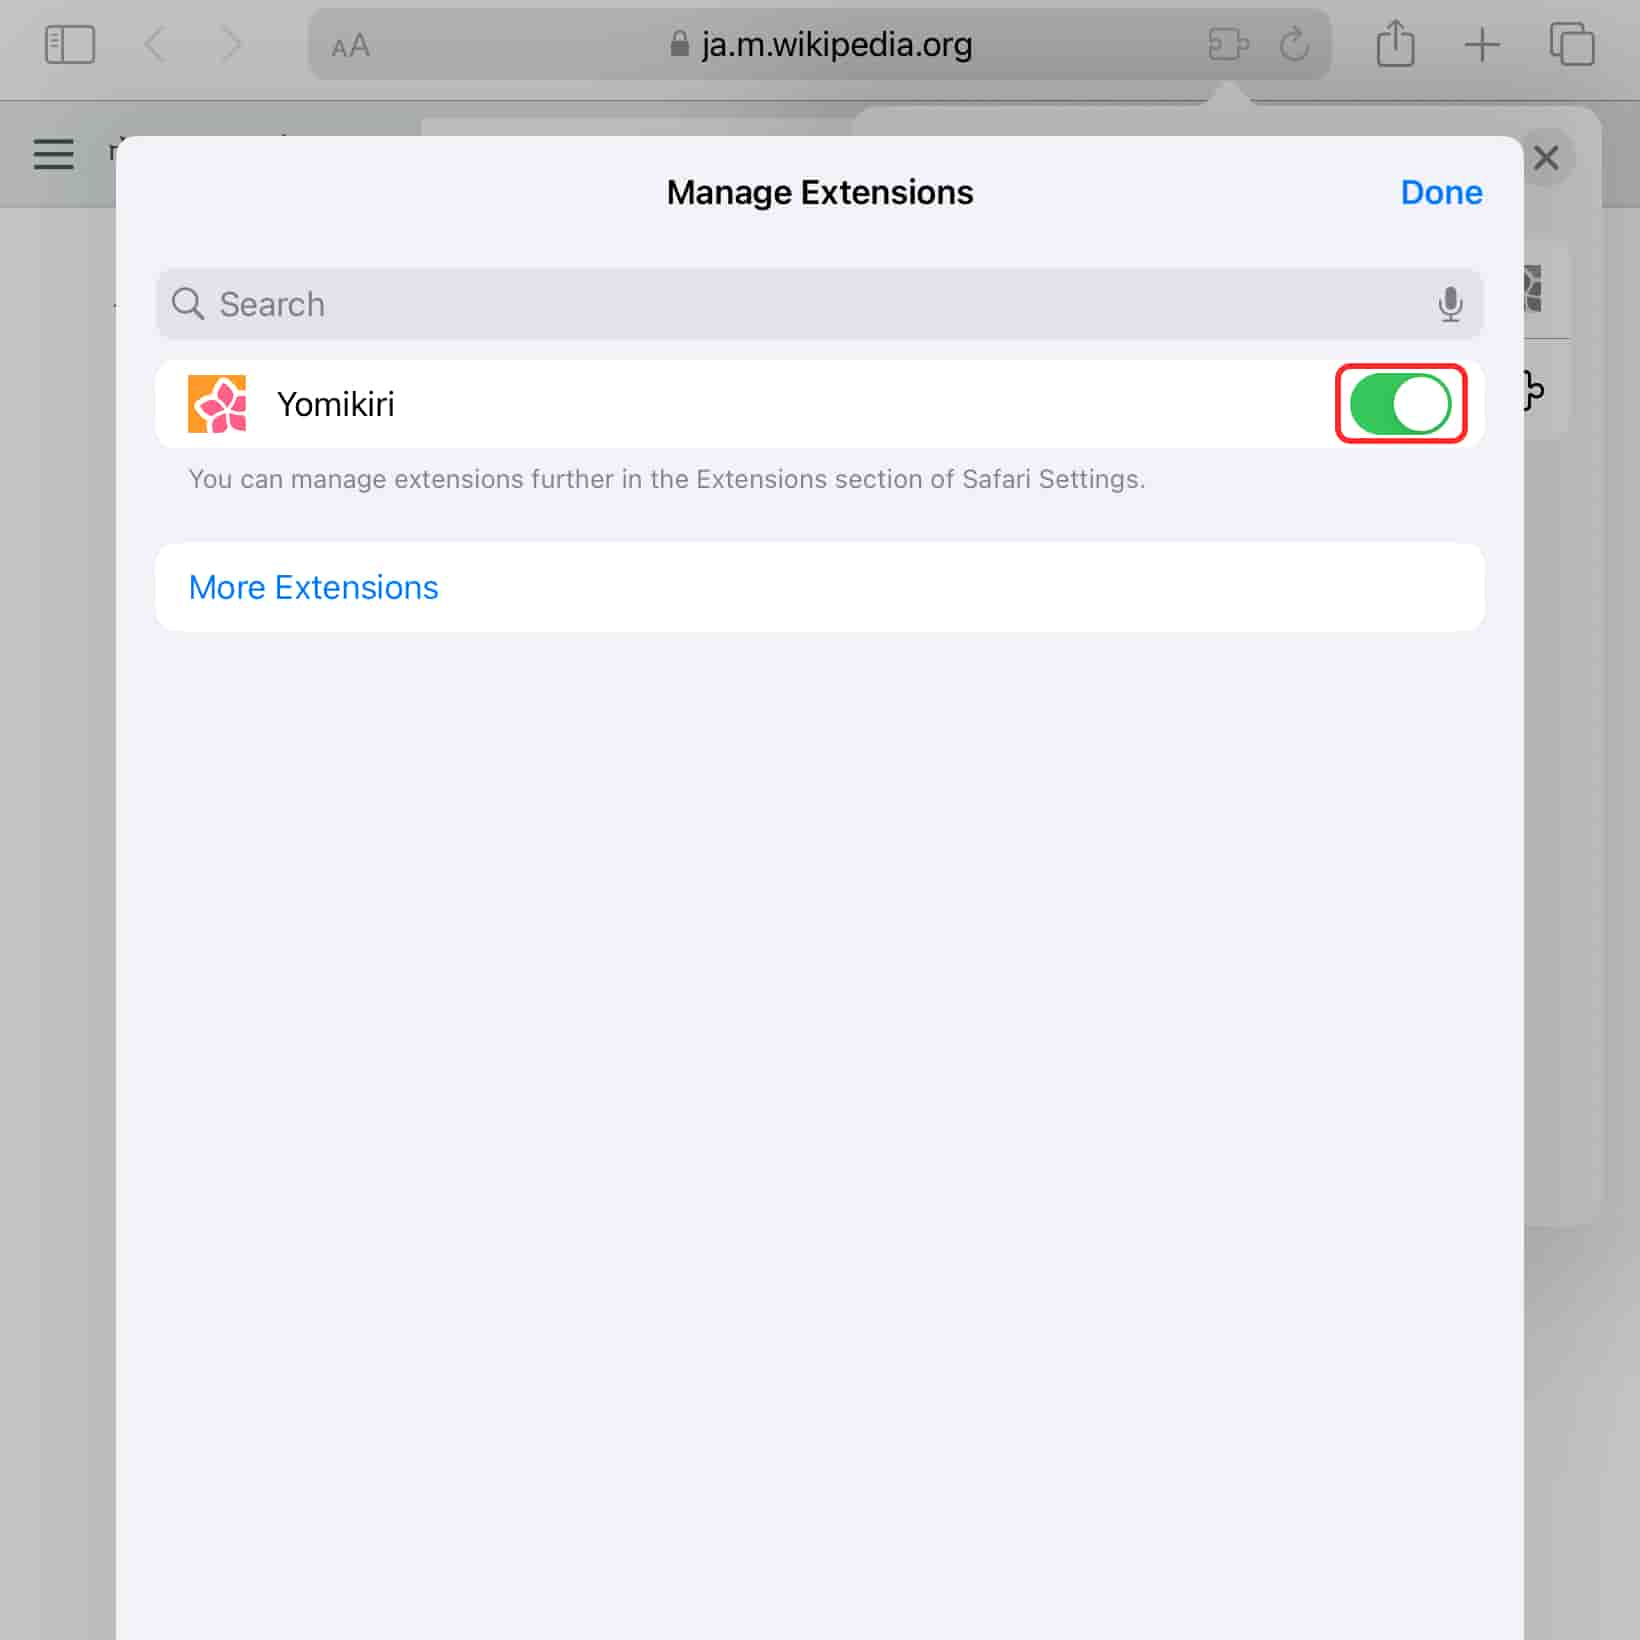 AA
ja.m.wikipedia.org
Manage Extensions
Done
Search
Yomikiri
You can manage extensions further in the Extensions section of Safari Settings.
More Extensions